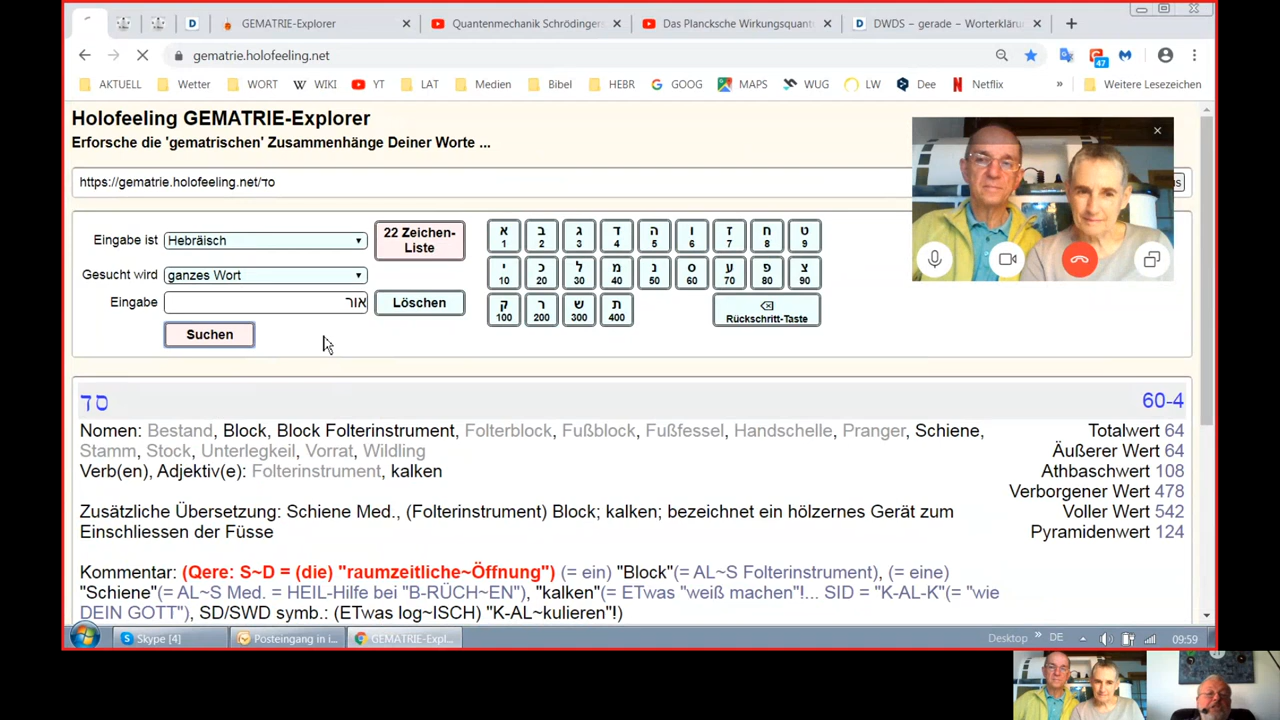 GEMATRIE-Explorer
Quantenmechanik Schrödinger
Das Plancksche Wirkungsquant
DWDS – gerade – Worterklärun
gematrie.holofeeling.net
47
AKTUELL Wetter WORT WIKI YT LAT Medien Bibel HEBR GOOG MAPS WUG LW Dee Netflix » Weitere Lesezeichen
Holofeeling GEMATRIE-Explorer
Erforsche die 'gematrischen' Zusammenhänge Deiner Worte ...
https://gematrie.holofeeling.net/סד
Eingabe ist Hebräisch
22 Zeichen-
Liste
Gesucht wird ganzes Wort
Eingabe אור Löschen
Suchen
א ב ג ד ה ו ז ח ט
1 2 3 4 5 6 7 8 9
י כ ל מ נ ס ע פ צ
10 20 30 40 50 60 70 80 90
ק ר ש ת
100 200 300 400
Rückschritt-Taste
סד 60-4
Nomen: Bestand, Block, Block Folterinstrument, Folterblock, Fußblock, Fußfessel, Handschelle, Pranger, Schiene,
Stamm, Stock, Unterlegkeil, Vorrat, Wildling
Verb(en), Adjektiv(e): Folterinstrument, kalken
Totalwert 64
Äußerer Wert 64
Athbaschwert 108
Verborgener Wert 478
Voller Wert 542
Pyramidenwert 124
Zusätzliche Übersetzung: Schiene Med., (Folterinstrument) Block; kalken; bezeichnet ein hölzernes Gerät zum
Einschliessen der Füsse
Kommentar: (Qere: S~D = (die) "raumzeitliche~Öffnung") (= ein) "Block"(= AL~S Folterinstrument), (= eine)
"Schiene"(= AL~S Med. = HEIL-Hilfe bei "B-RÜCH~EN"), "kalken"(= ETwas "weiß machen"!... SID = "K-AL-K"(= "wie
DEIN GOTT"), SD/SWD symb.: (ETwas log~ISCH) "K-AL~kulieren"!)
Skype [4]
Posteingang in i...
GEMATRIE-Expl...
Desktop » DE 09:59